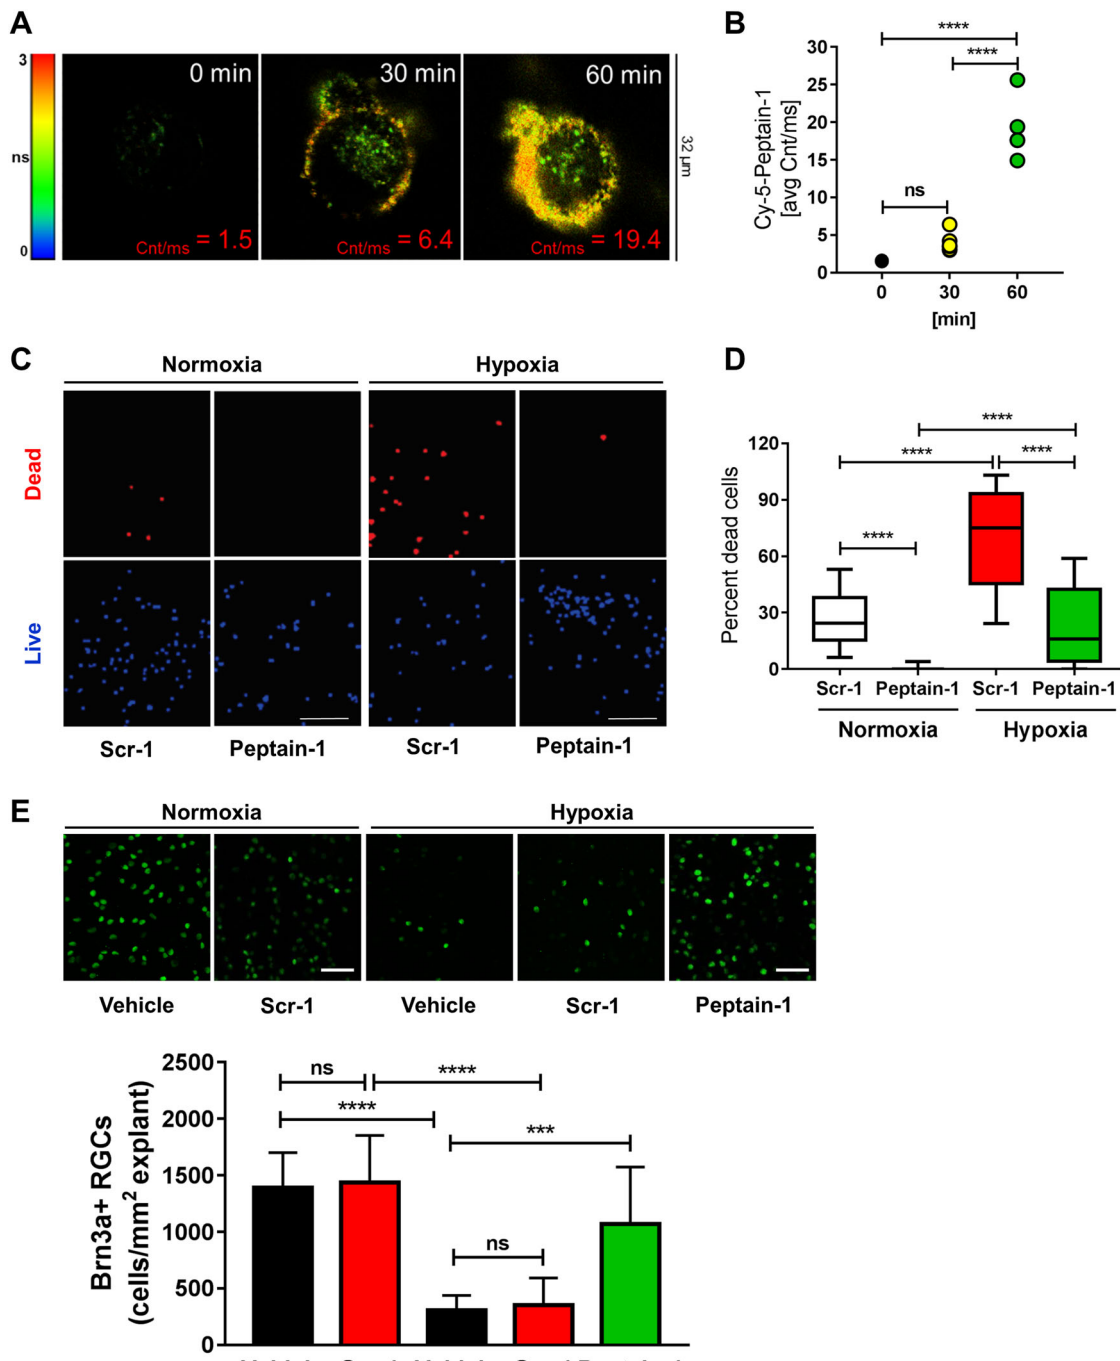 A
3
ns
0
0 min
30 min
60 min
Cnt/ms = 1.5
Cnt/ms = 6.4
Cnt/ms = 19.4
32 µm
B
Cy-5-Peptain-1
[avg Cnt/ms]
30
25
20
15
10
5
0
****
****
ns
0 30 60
[min]
C
Normoxia Hypoxia
Dead
Live
Scr-1 Peptain-1 Scr-1 Peptain-1
D
Percent dead cells
120
90
60
30
0
****
**** ****
****
Scr-1 Peptain-1 Scr-1 Peptain-1
Normoxia Hypoxia
E
Normoxia Hypoxia
Vehicle Scr-1 Vehicle Scr-1 Peptain-1
Brn3a+ RGCs
(cells/mm² explant)
2500
2000
1500
1000
500
0
ns ****
****
***
ns